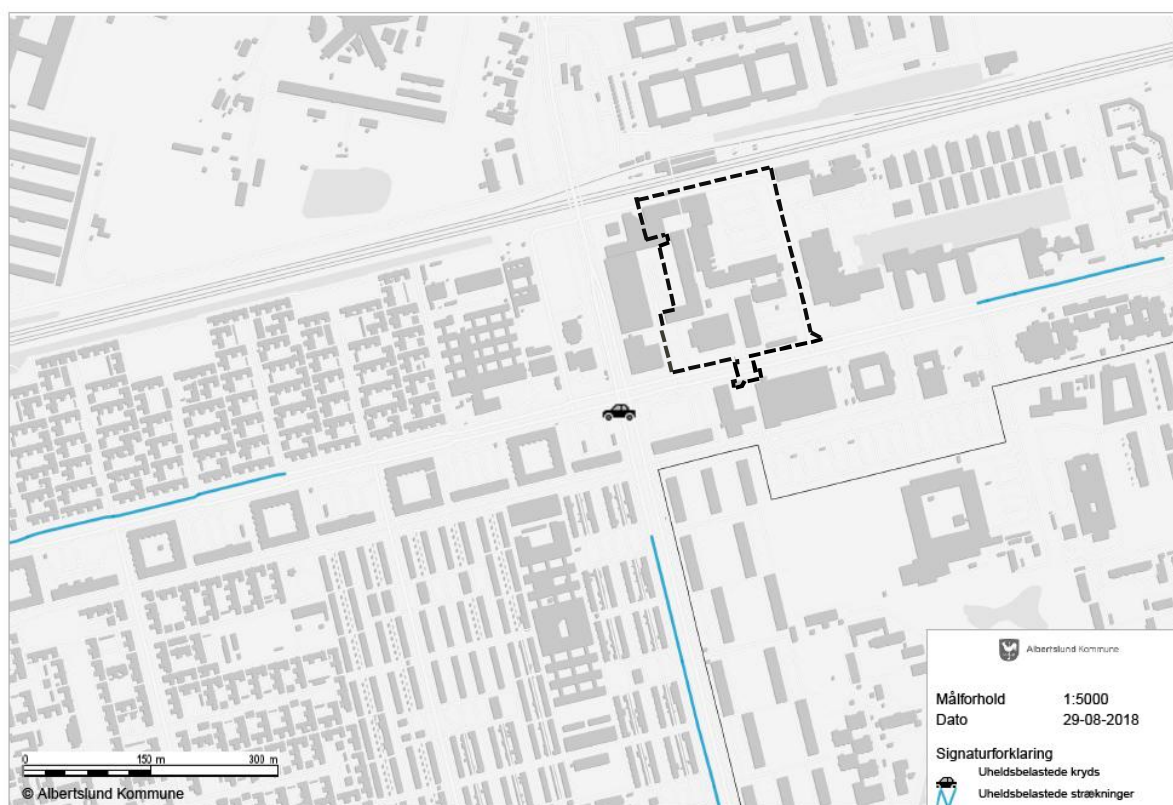 Albertslund Kommune
Målforhold 1:5000
Dato 29-08-2018
Signaturforklaring
Uheldsbelastede kryds
Uheldsbelastede strækninger
0 150 m 300 m
© Albertslund Kommune